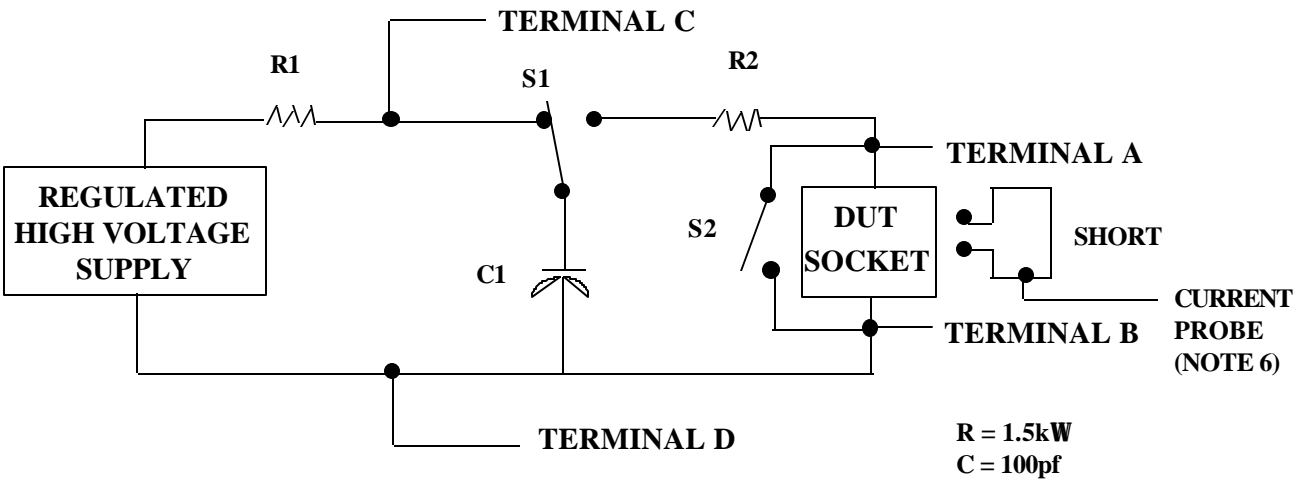 TERMINAL C
R1
S1
R2
TERMINAL A
REGULATED
HIGH VOLTAGE
SUPPLY
S2
DUT
SOCKET
SHORT
C1
CURRENT
PROBE
(NOTE 6)
TERMINAL B
TERMINAL D
R = 1.5kW
C = 100pf